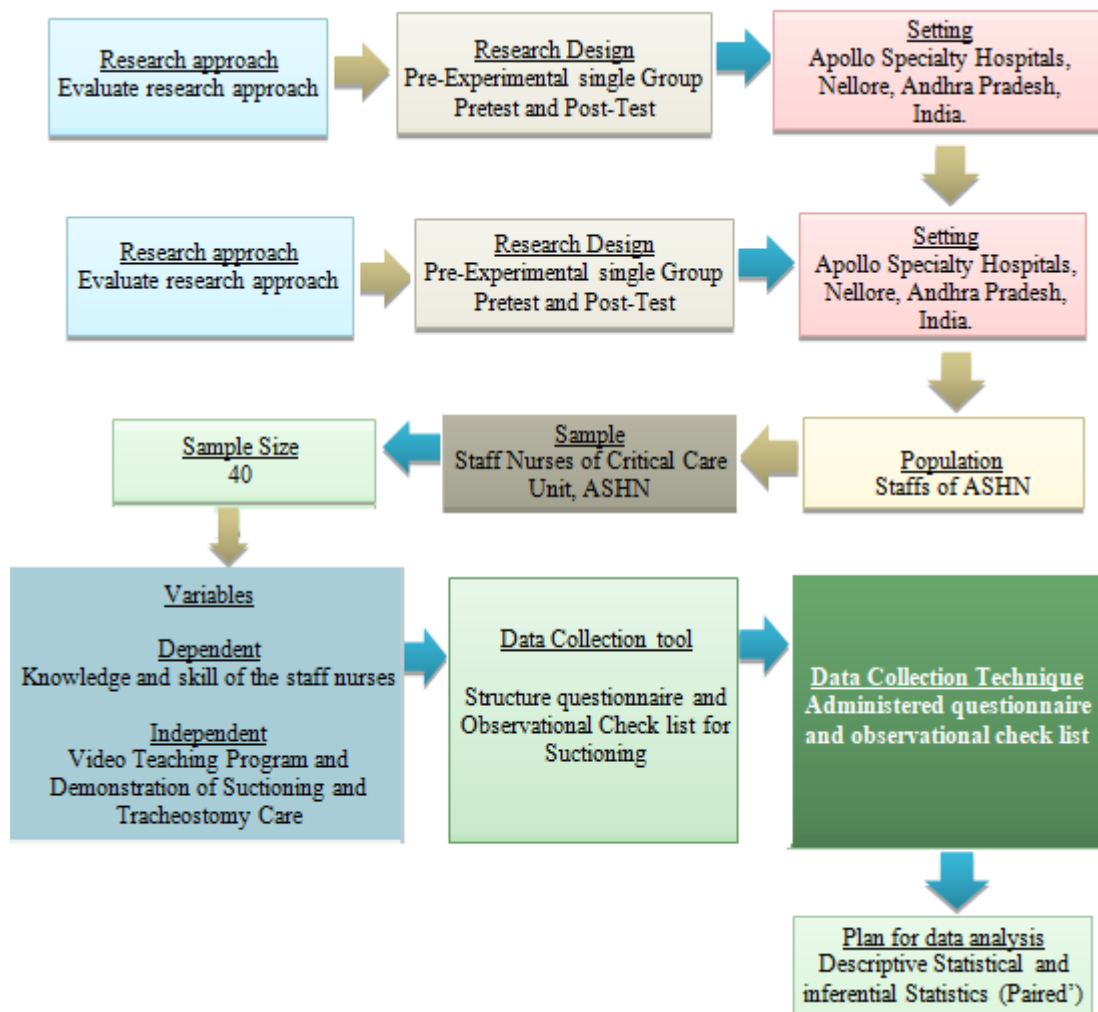 Research approach
Evaluate research approach
Research Design
Pre-Experimental single Group
Pretest and Post-Test
Setting
Apollo Specialty Hospitals,
Nellore, Andhra Pradesh,
India.
Research approach
Evaluate research approach
Research Design
Pre-Experimental single Group
Pretest and Post-Test
Setting
Apollo Specialty Hospitals,
Nellore, Andhra Pradesh,
India.
Population
Staffs of ASHN
Sample
Staff Nurses of Critical Care
Unit, ASHN
Sample Size
40
Variables
Dependent
Knowledge and skill of the staff nurses
Independent
Video Teaching Program and
Demonstration of Suctioning and
Tracheostomy Care
Data Collection tool
Structure questionnaire and
Observational Check list for
Suctioning
Data Collection Technique
Administered questionnaire
and observational check list
Plan for data analysis
Descriptive Statistical and
inferential Statistics (Paired’)